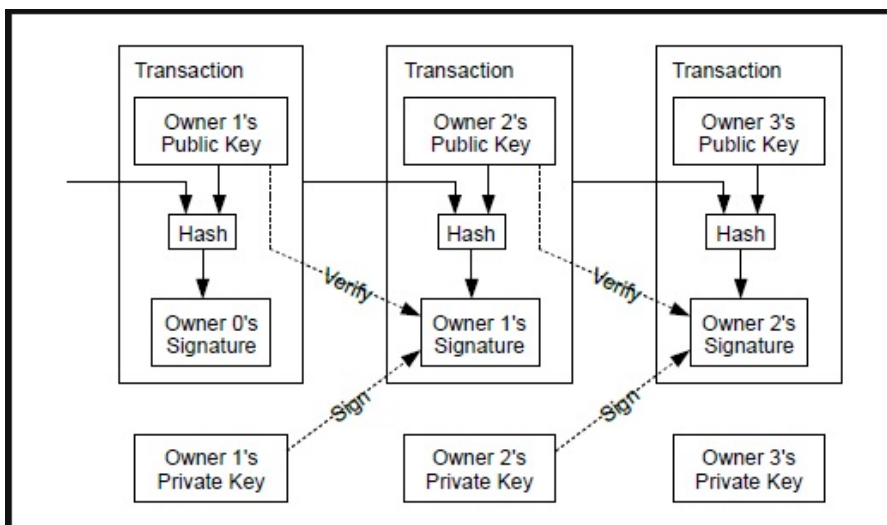 Transaction
Transaction
Transaction
Owner 1's
Public Key
Owner 2's
Public Key
Owner 3's
Public Key
Hash
Hash
Hash
Verify
Verify
Owner 0's
Signature
Owner 1's
Signature
Owner 2's
Signature
Sign
Sign
Owner 1's
Private Key
Owner 2's
Private Key
Owner 3's
Private Key